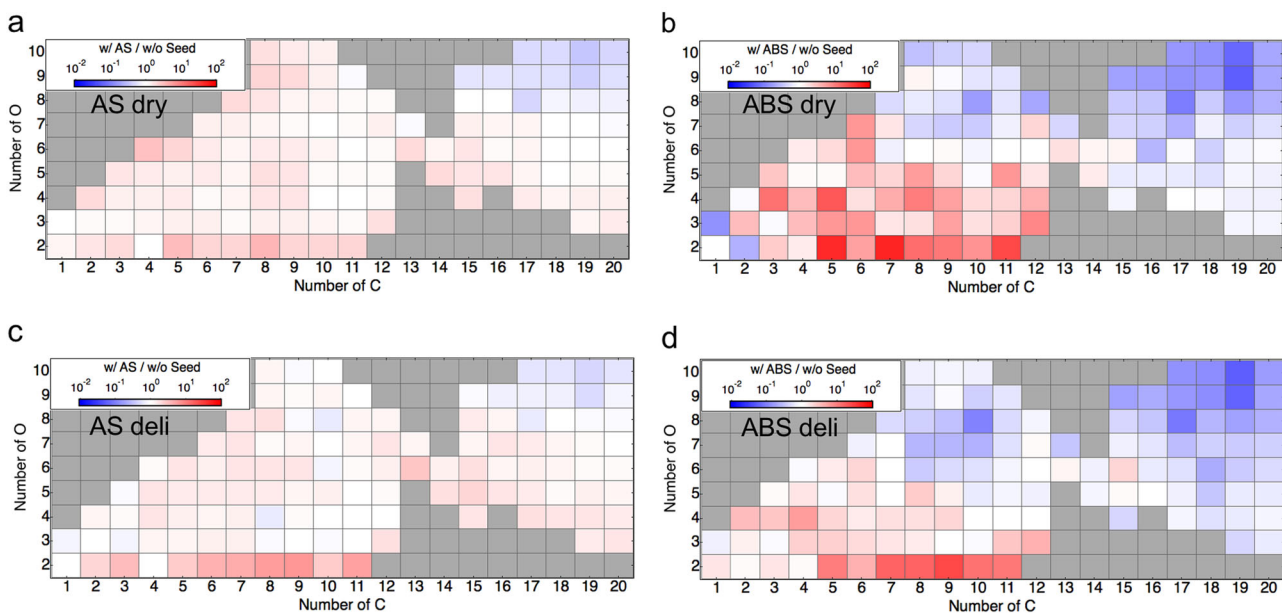 a
w/ AS / w/o Seed
10-2 10-1 100 101 102
AS dry
10
9
8
7
6
5
4
3
2
Number of O
1 2 3 4 5 6 7 8 9 10 11 12 13 14 15 16 17 18 19 20
Number of C
b
w/ ABS / w/o Seed
10-2 10-1 100 101 102
ABS dry
10
9
8
7
6
5
4
3
2
Number of O
1 2 3 4 5 6 7 8 9 10 11 12 13 14 15 16 17 18 19 20
Number of C
c
w/ AS / w/o Seed
10-2 10-1 100 101 102
AS deli
10
9
8
7
6
5
4
3
2
Number of O
1 2 3 4 5 6 7 8 9 10 11 12 13 14 15 16 17 18 19 20
Number of C
d
w/ ABS / w/o Seed
10-2 10-1 100 101 102
ABS deli
10
9
8
7
6
5
4
3
2
Number of O
1 2 3 4 5 6 7 8 9 10 11 12 13 14 15 16 17 18 19 20
Number of C